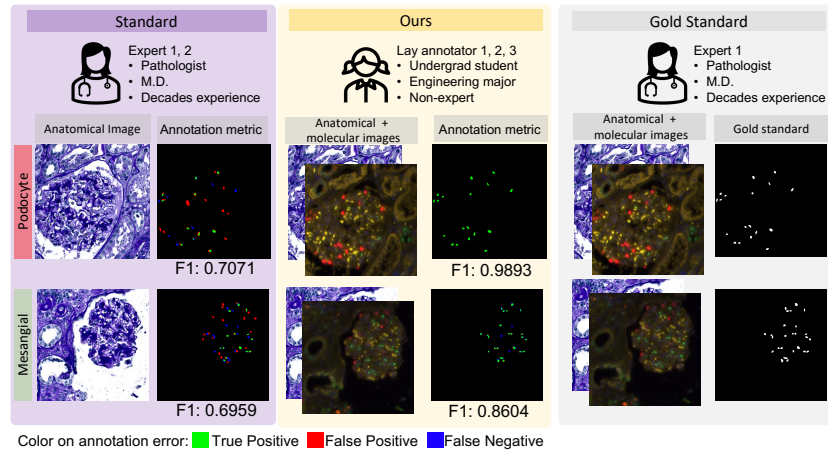 Standard
Ours
Gold Standard
Expert 1, 2
• Pathologist
• M.D.
• Decades experience
Lay annotator 1, 2, 3
• Undergrad student
• Engineering major
• Non-expert
Expert 1
• Pathologist
• M.D.
• Decades experience
Anatomical Image
Annotation metric
Anatomical +
molecular images
Annotation metric
Anatomical +
molecular images
Gold standard
Podocyte
F1: 0.7071
F1: 0.9893
Mesangial
F1: 0.6959
F1: 0.8604
Color on annotation error: True Positive False Positive False Negative